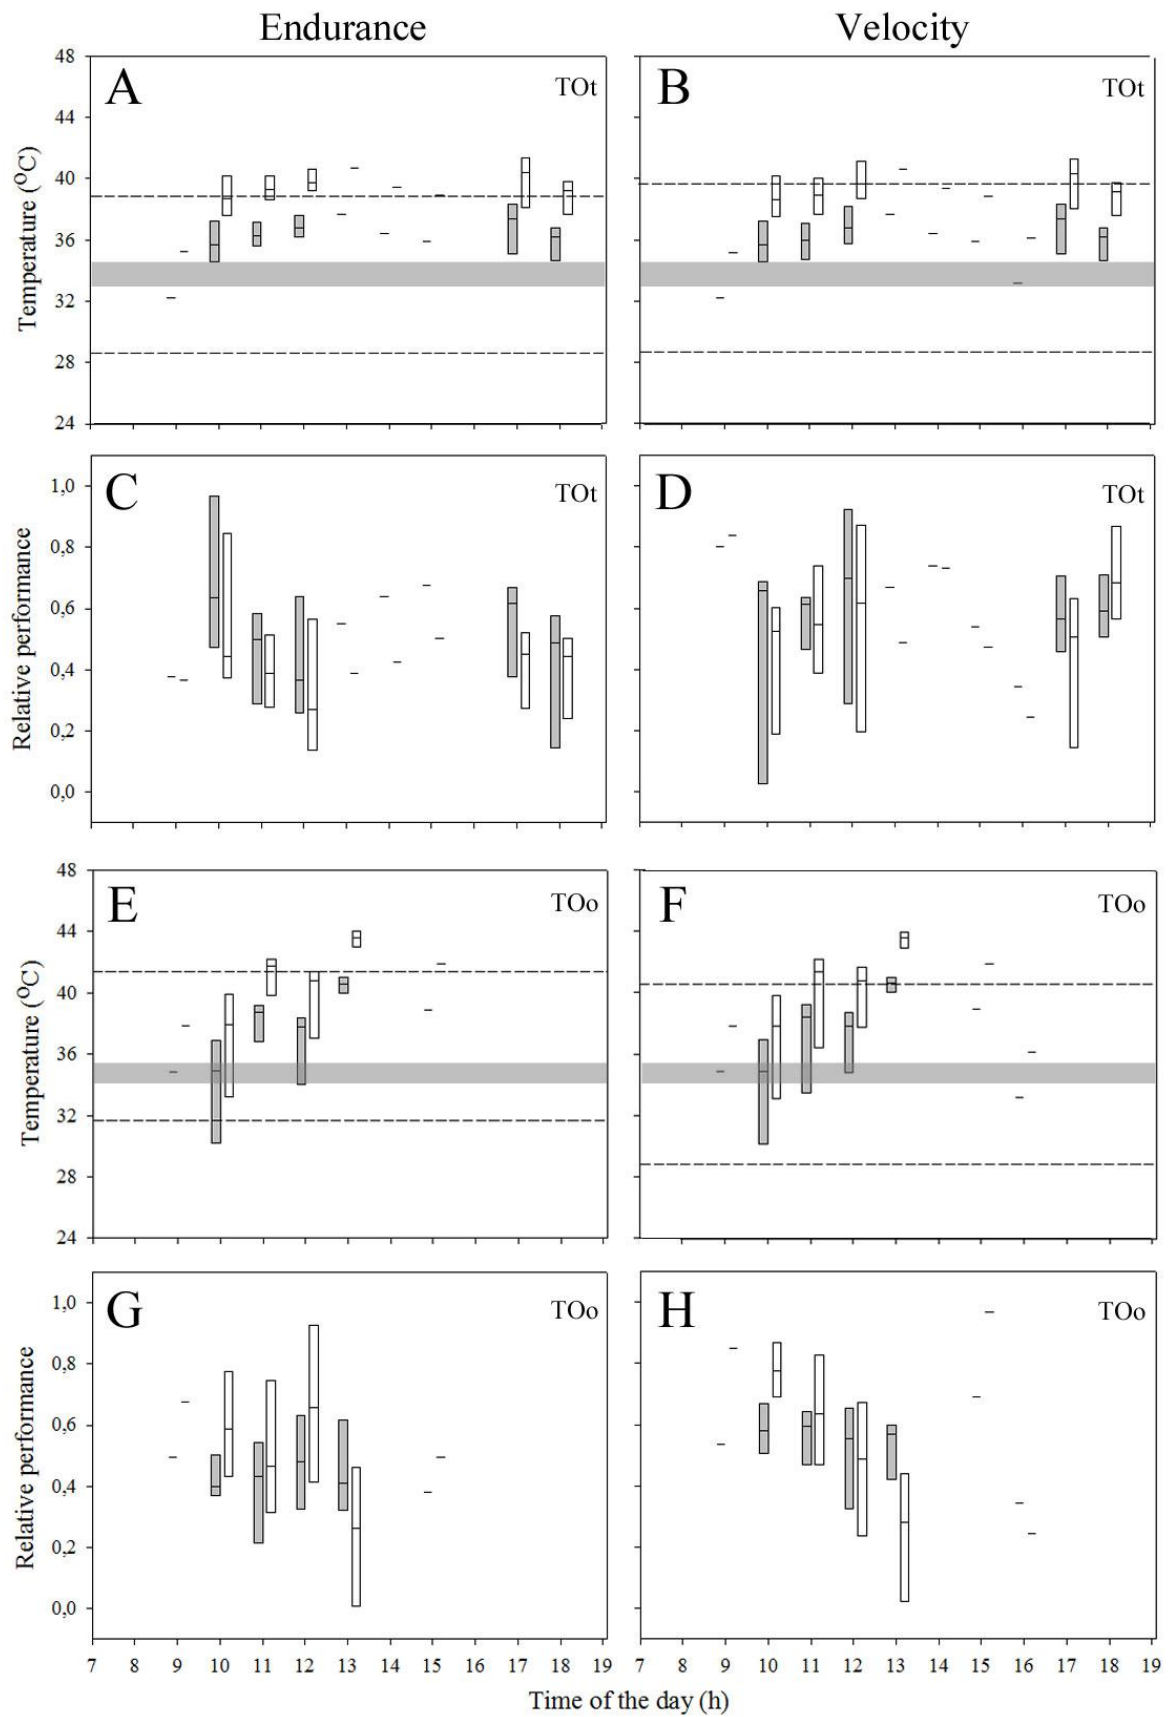 Endurance Velocity
48 A TOt B TOt
44
40
36
32
28
24
Temperature (ºC)
C TOt D TOt
1,0
0,8
0,6
0,4
0,2
0,0
Relative performance
48 E TOo F TOo
44
40
36
32
28
24
Temperature (ºC)
G TOo H TOo
1,0
0,8
0,6
0,4
0,2
0,0
Relative performance
7 8 9 10 11 12 13 14 15 17 18 19 7 8 9 10 11 12 13 14 15 16 17 18 19
Time of the day (h)